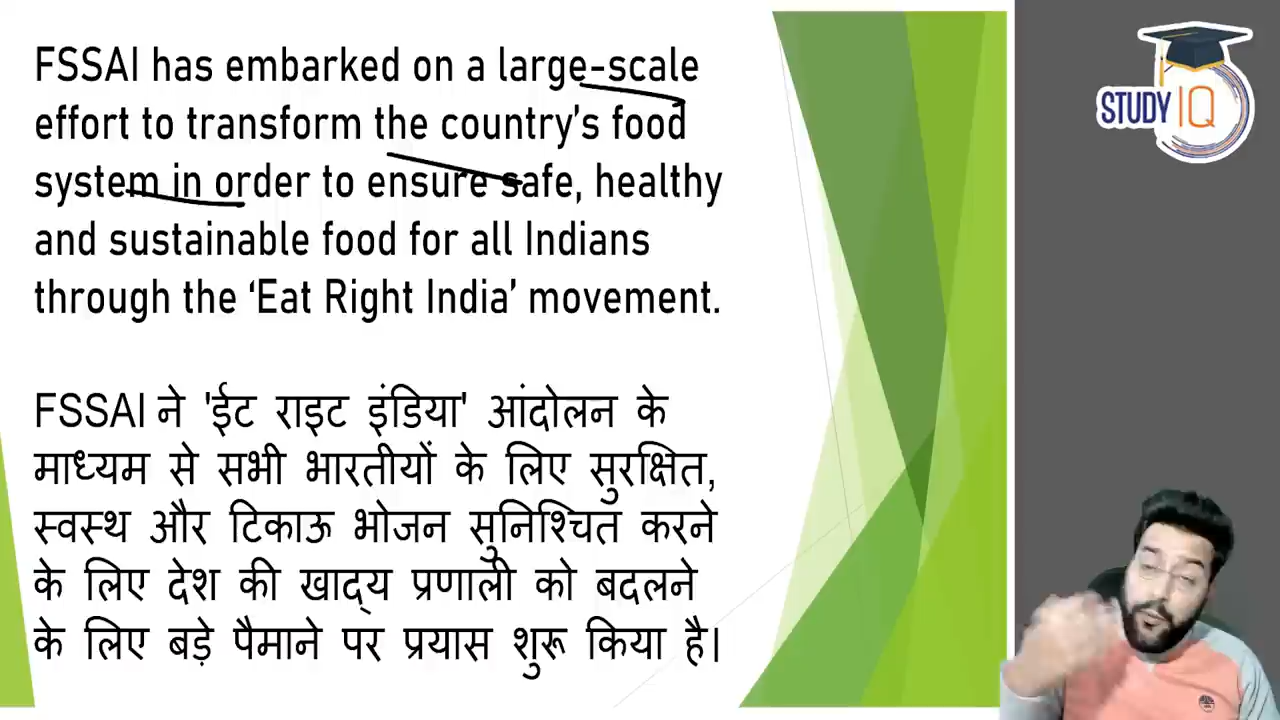 FSSAI has embarked on a large-scale
effort to transform the country's food
system in order to ensure safe, healthy
and sustainable food for all Indians
through the 'Eat Right India' movement.
FSSAI ने 'ईट राइट इंडिया' आंदोलन के
माध्यम से सभी भारतीयों के लिए सुरक्षित,
स्वस्थ और टिकाऊ भोजन सुनिश्चित करने
के लिए देश की खाद्य प्रणाली को बदलने
के लिए बड़े पैमाने पर प्रयास शुरू किया है।
STUDY IQ